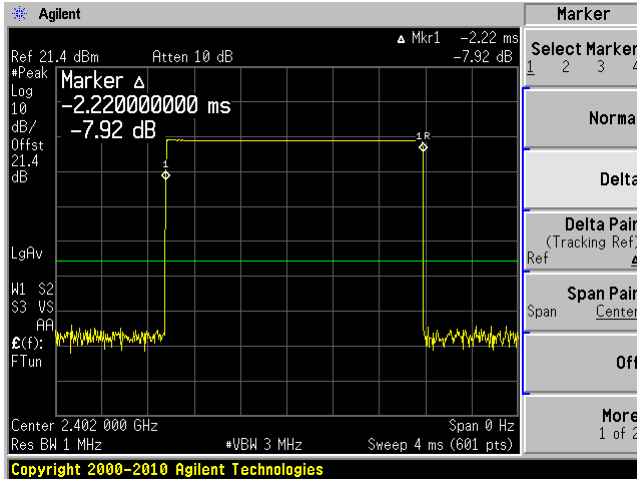 Agilent
Marker
Δ Mkr1 -2.22 ms
Ref 21.4 dBm Atten 10 dB -7.92 dB
#Peak
Log
10
dB/
Offst
21.4
dB
Marker Δ
-2.220000000 ms
-7.92 dB
1
1R
LgAv
W1 S2
S3 VS
AA
£(f):
FTun
Center 2.402 000 GHz Span 0 Hz
Res BW 1 MHz #VBW 3 MHz Sweep 4 ms (601 pts)
Copyright 2000-2010 Agilent Technologies
Select Marker
1 2 3 4
Norma
Delta
Delta Pair
(Tracking Ref)
Ref Δ
Span Pair
Span Center
Off
More
1 of 2